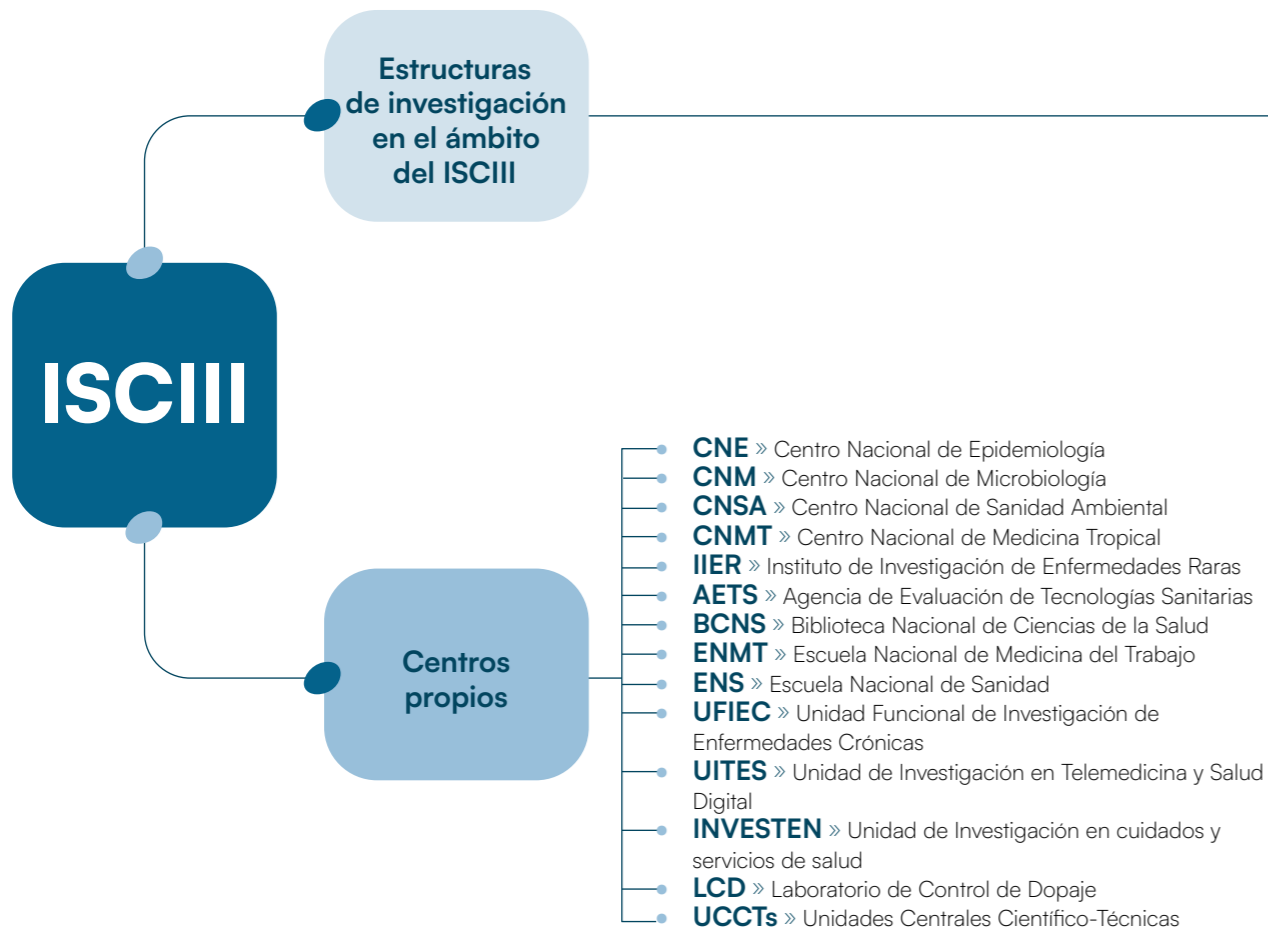 Estructuras
de investigación
en el ámbito
del ISCIII
ISCIII
Centros
propios
CNE » Centro Nacional de Epidemiología
CNM » Centro Nacional de Microbiología
CNSA » Centro Nacional de Sanidad Ambiental
CNMT » Centro Nacional de Medicina Tropical
IIER » Instituto de Investigación de Enfermedades Raras
AETS » Agencia de Evaluación de Tecnologías Sanitarias
BCNS » Biblioteca Nacional de Ciencias de la Salud
ENMT » Escuela Nacional de Medicina del Trabajo
ENS » Escuela Nacional de Sanidad
UFIEC » Unidad Funcional de Investigación de
Enfermedades Crónicas
UITES » Unidad de Investigación en Telemedicina y Salud
Digital
INVESTEN » Unidad de Investigación en cuidados y
servicios de salud
LCD » Laboratorio de Control de Dopaje
UCCTs » Unidades Centrales Científico-Técnicas